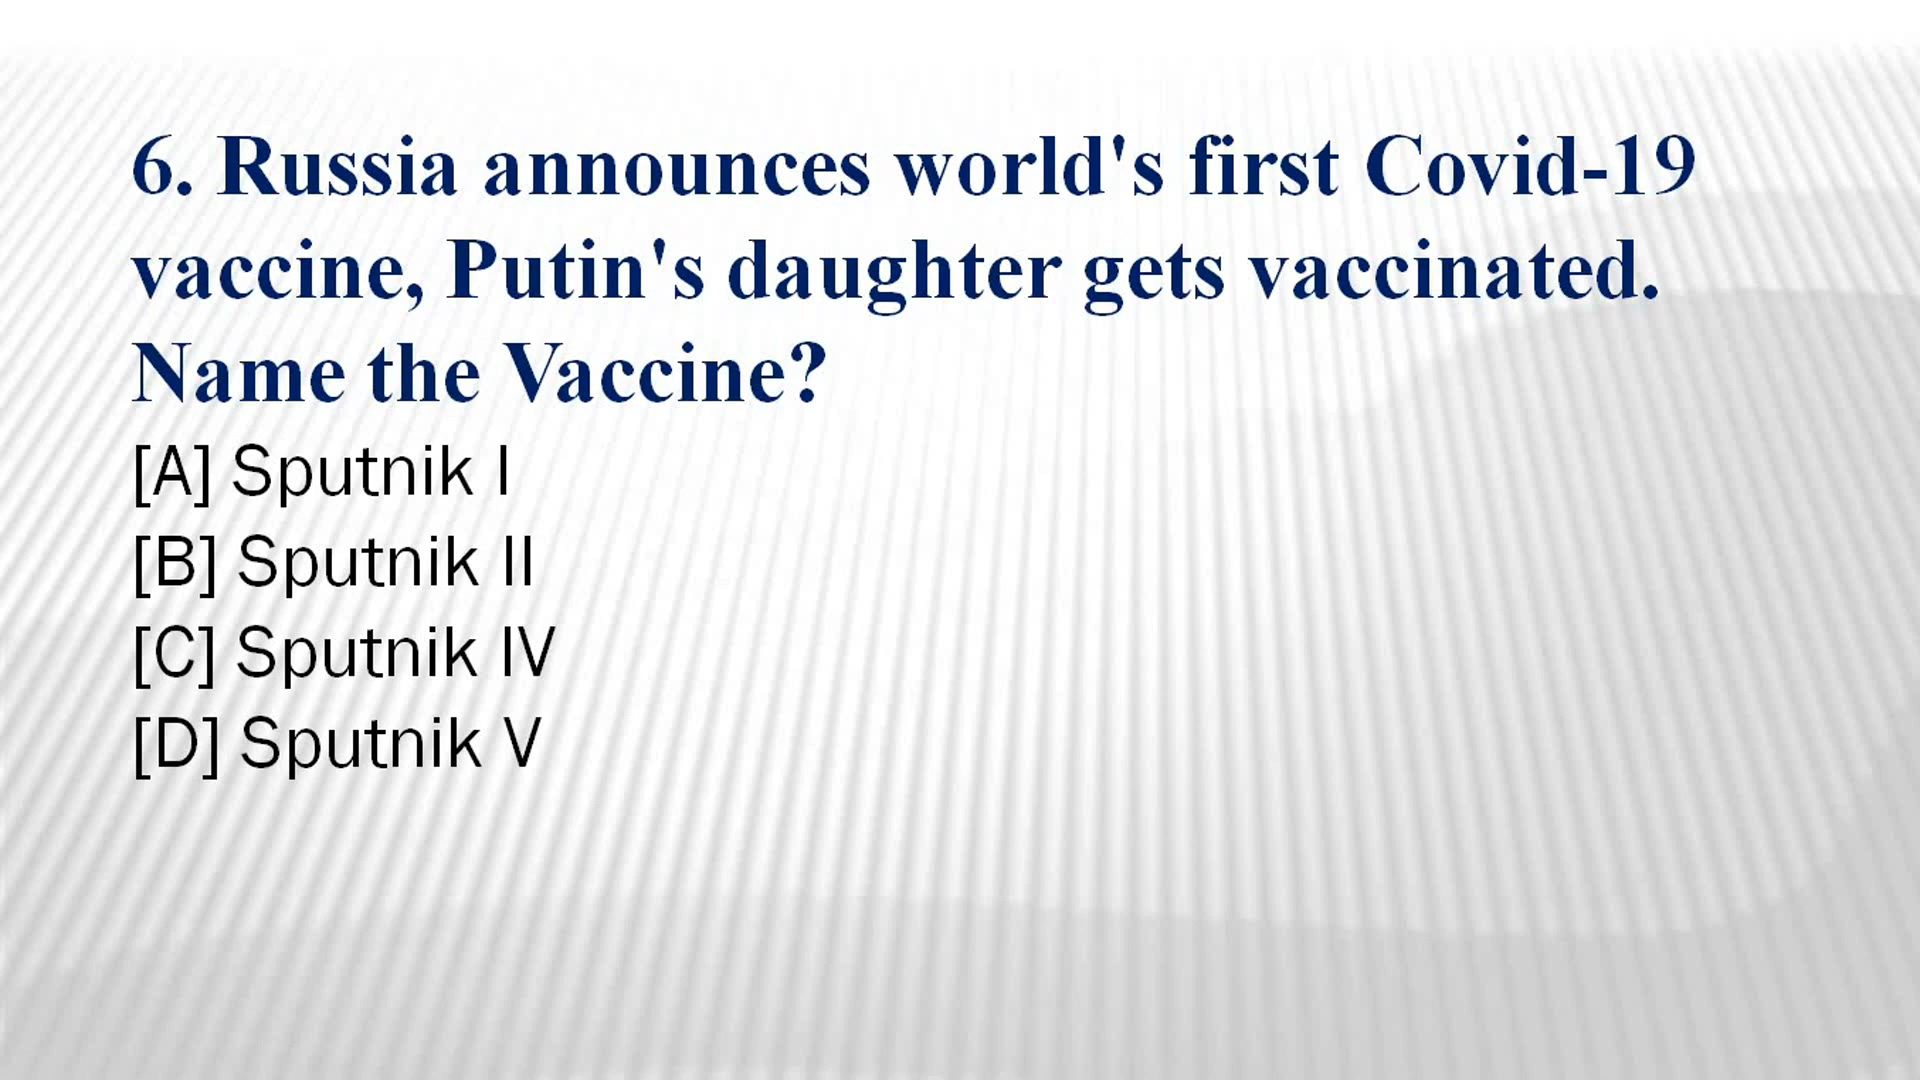 6. Russia announces world's first Covid-19
vaccine, Putin's daughter gets vaccinated.
Name the Vaccine?
[A] Sputnik I
[B] Sputnik II
[C] Sputnik IV
[D] Sputnik V